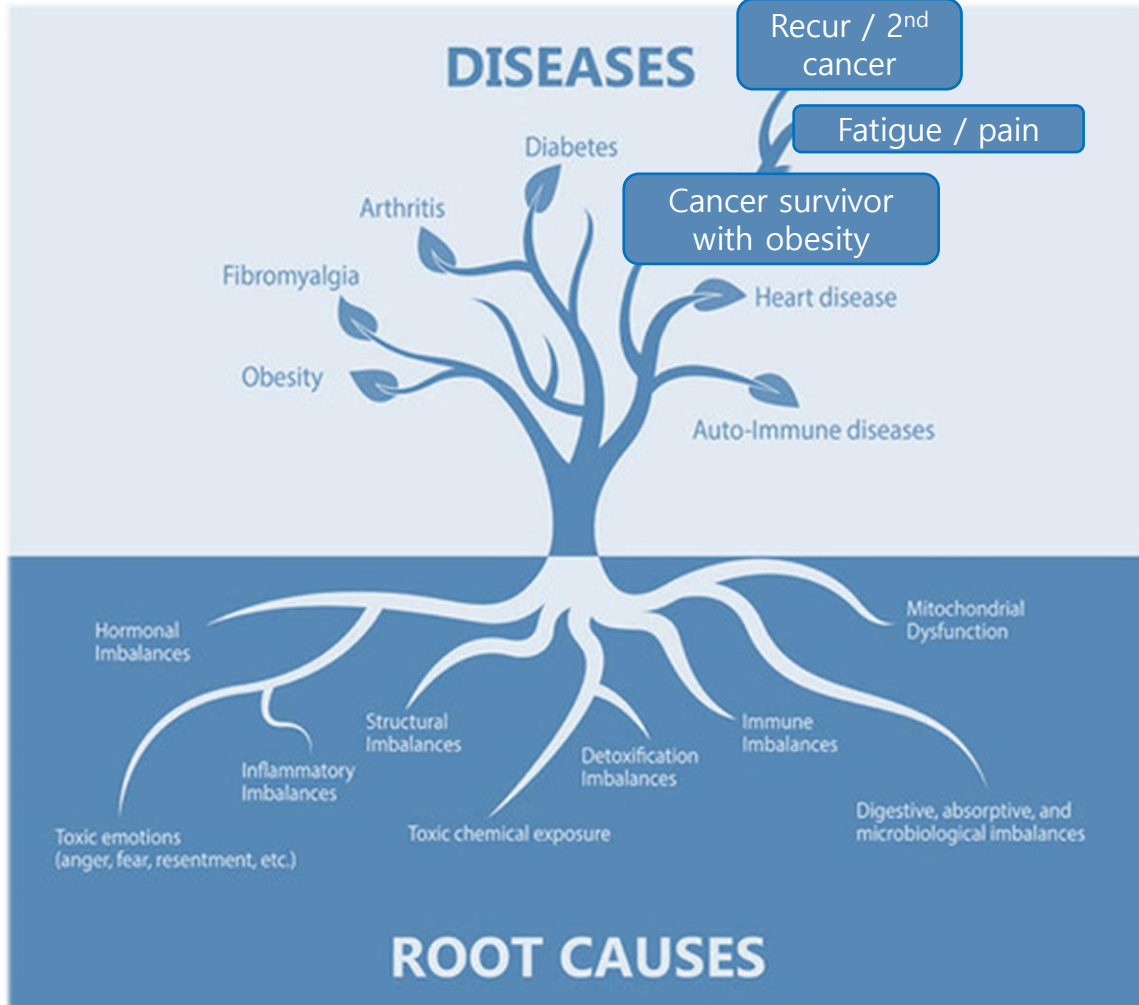 Recur / 2nd
cancer
DISEASES
Fatigue / pain
Diabetes
Cancer survivor
with obesity
Arthritis
Fibromyalgia
Heart disease
Obesity
Auto-Immune diseases
Hormonal
Imbalances
Mitochondrial
Dysfunction
Structural
Imbalances
Immune
Imbalances
Inflammatory
Imbalances
Detoxification
Imbalances
Toxic emotions
(anger, fear, resentment, etc.)
Toxic chemical exposure
Digestive, absorptive, and
microbiological imbalances
ROOT CAUSES